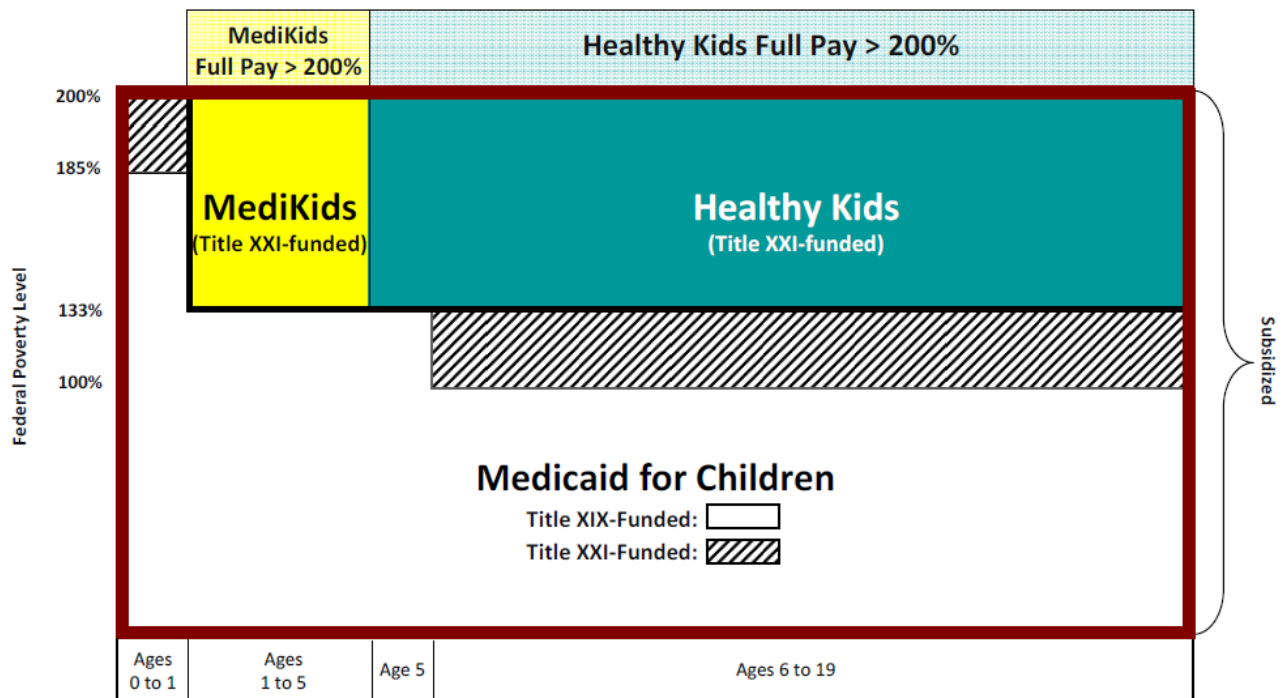 MediKids
Full Pay > 200%
Healthy Kids Full Pay > 200%
200%
185%
133%
100%
Federal Poverty Level
MediKids
(Title XXI-funded)
Healthy Kids
(Title XXI-funded)
Subsidized
Medicaid for Children
Title XIX-Funded:
Title XXI-Funded:
Ages
0 to 1
Ages
1 to 5
Age 5
Ages 6 to 19